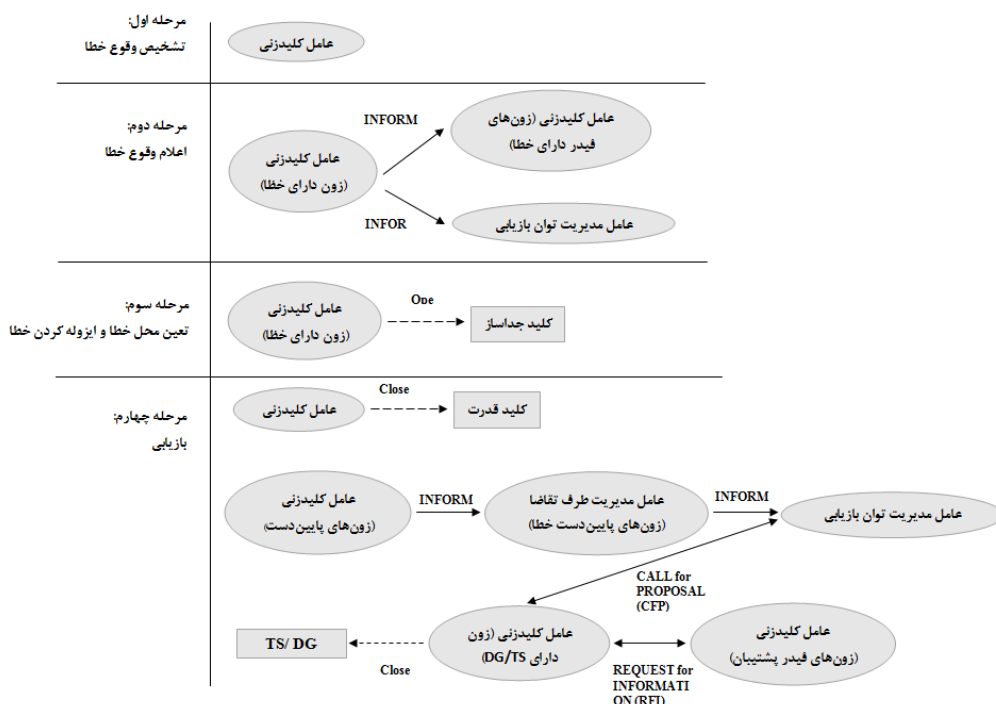 مرحله اول:
تشخیص وقوع خطا
عامل کلیدزنی
مرحله دوم:
اعلام وقوع خطا
عامل کلیدزنی
(زون دارای خظا)
INFORM
عامل کلیدزنی (زون‌های
فیدر دارای خطا)
INFOR
عامل مدیریت توان بازیابی
مرحله سوم:
تعین محل خطا و ایزوله کردن خطا
عامل کلیدزنی
(زون دارای خظا)
Ope
کلید جداساز
مرحله چهارم:
بازیابی
عامل کلیدزنی
Close
کلید قدرت
عامل کلیدزنی
(زون‌های پایین‌دست)
INFORM
عامل مدیریت طرف تقاضا
(زون‌های پایین‌دست خطا)
INFORM
عامل مدیریت توان بازیابی
CALL for
PROPOSAL
(CFP)
TS/ DG
Close
عامل کلیدزنی (زون
دارای DG/TS)
REQUEST for
INFORMATI
ON (RFI)
عامل کلیدزنی
(زون‌های فیدر پشتیبان)